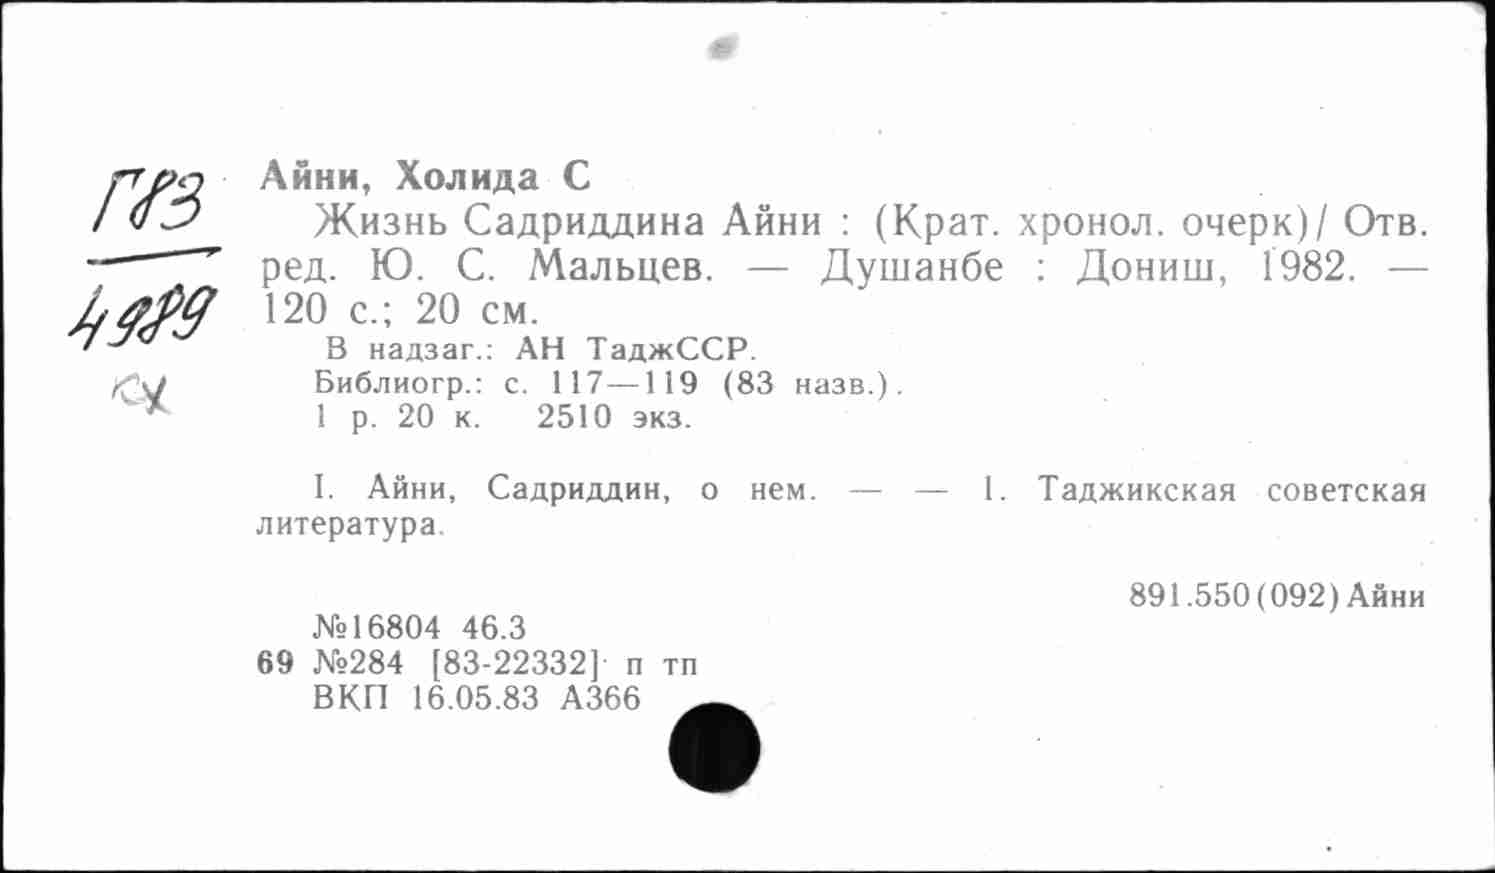 Г83
4989
кх
Айни, Холида С
Жизнь Садриддина Айни : (Крат. хронол. очерк)/ Отв.
ред. Ю. С. Мальцев. — Душанбе : Дониш, 1982. —
120 с.; 20 см.
В надзаг.: АН ТаджССР.
Библиогр.: с. 117—119 (83 назв.).
1 р. 20 к. 2510 экз.
I. Айни, Садриддин, о нем. — — 1. Таджикская советская
литература.
891.550(092)Айни
№16804 46.3
69 №284 [83-22332] п тп
ВКП 16.05.83 А366